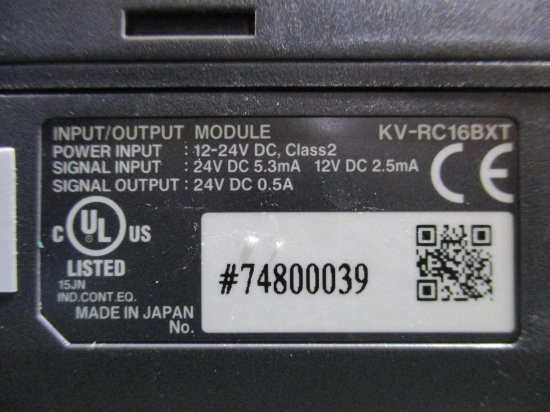 INPUT/OUTPUT MODULE KV-RC16BXT
POWER INPUT : 12-24V DC, Class2
SIGNAL INPUT : 24V DC 5.3mA 12V DC 2.5mA
SIGNAL OUTPUT : 24V DC 0.5A
CE
C UL US
LISTED
15JN
IND.CONT.EQ.
MADE IN JAPAN
No.
#74800039